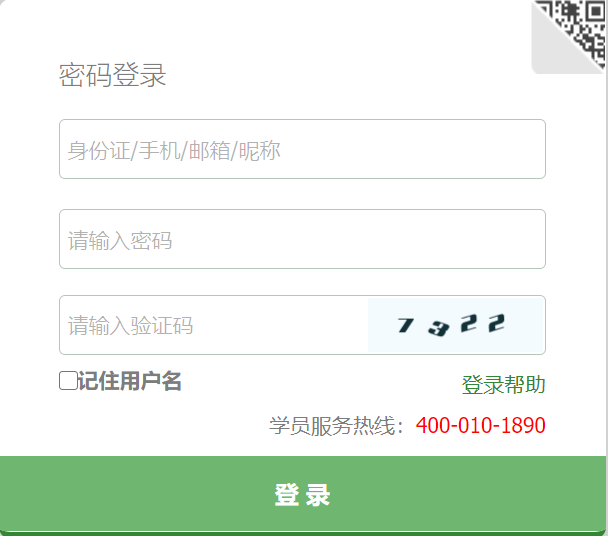 密码登录
身份证/手机/邮箱/昵称
请输入密码
请输入验证码 7322
记住用户名 登录帮助
学员服务热线：400-010-1890
登 录